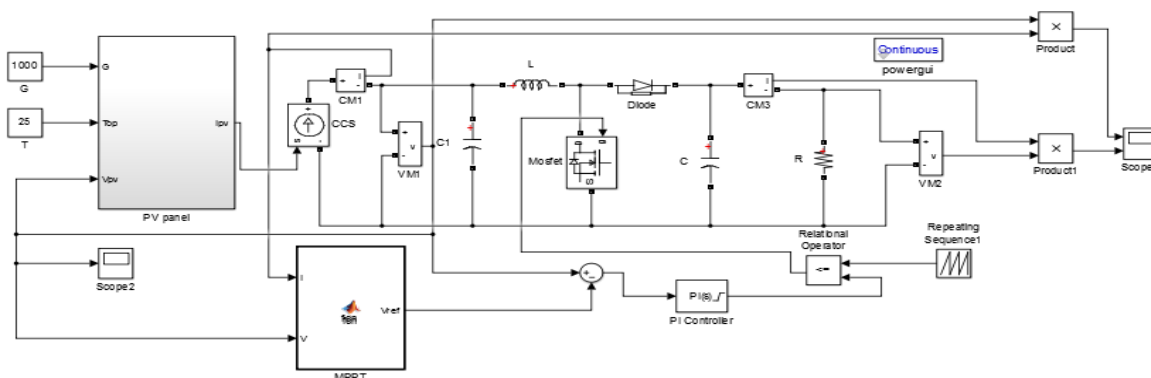 1000
G
25
T
G
Top
Vpv
Ipv
PV panel
CCS
s
+
-
+
i
-
CM1
+
-
v
VM1
C1
L
Diode
g
D
S
Mosfet
C
+
i
-
CM3
R
+
-
v
VM2
Continuous
powergui
×
Product
×
Product1
Scope
Scope2
I
V
Vref
MPPT
+
-
PI(s)
PI Controller
Relational
Operator
<=
Repeating
Sequence1